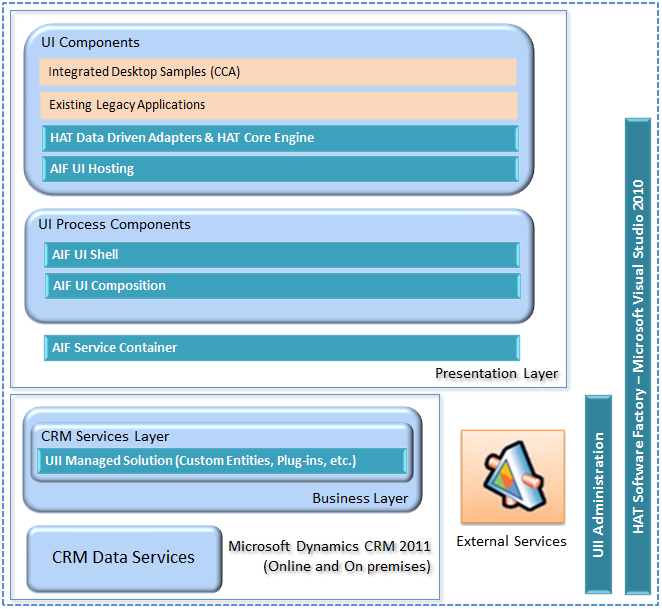 UI Components
Integrated Desktop Samples (CCA)
Existing Legacy Applications
HAT Data Driven Adapters & HAT Core Engine
AIF UI Hosting
UI Process Components
AIF UI Shell
AIF UI Composition
AIF Service Container
Presentation Layer
CRM Services Layer
UII Managed Solution (Custom Entities, Plug-ins, etc.)
Business Layer
CRM Data Services
Microsoft Dynamics CRM 2011
(Online and On premises)
External Services
UII Administration
HAT Software Factory – Microsoft Visual Studio 2010